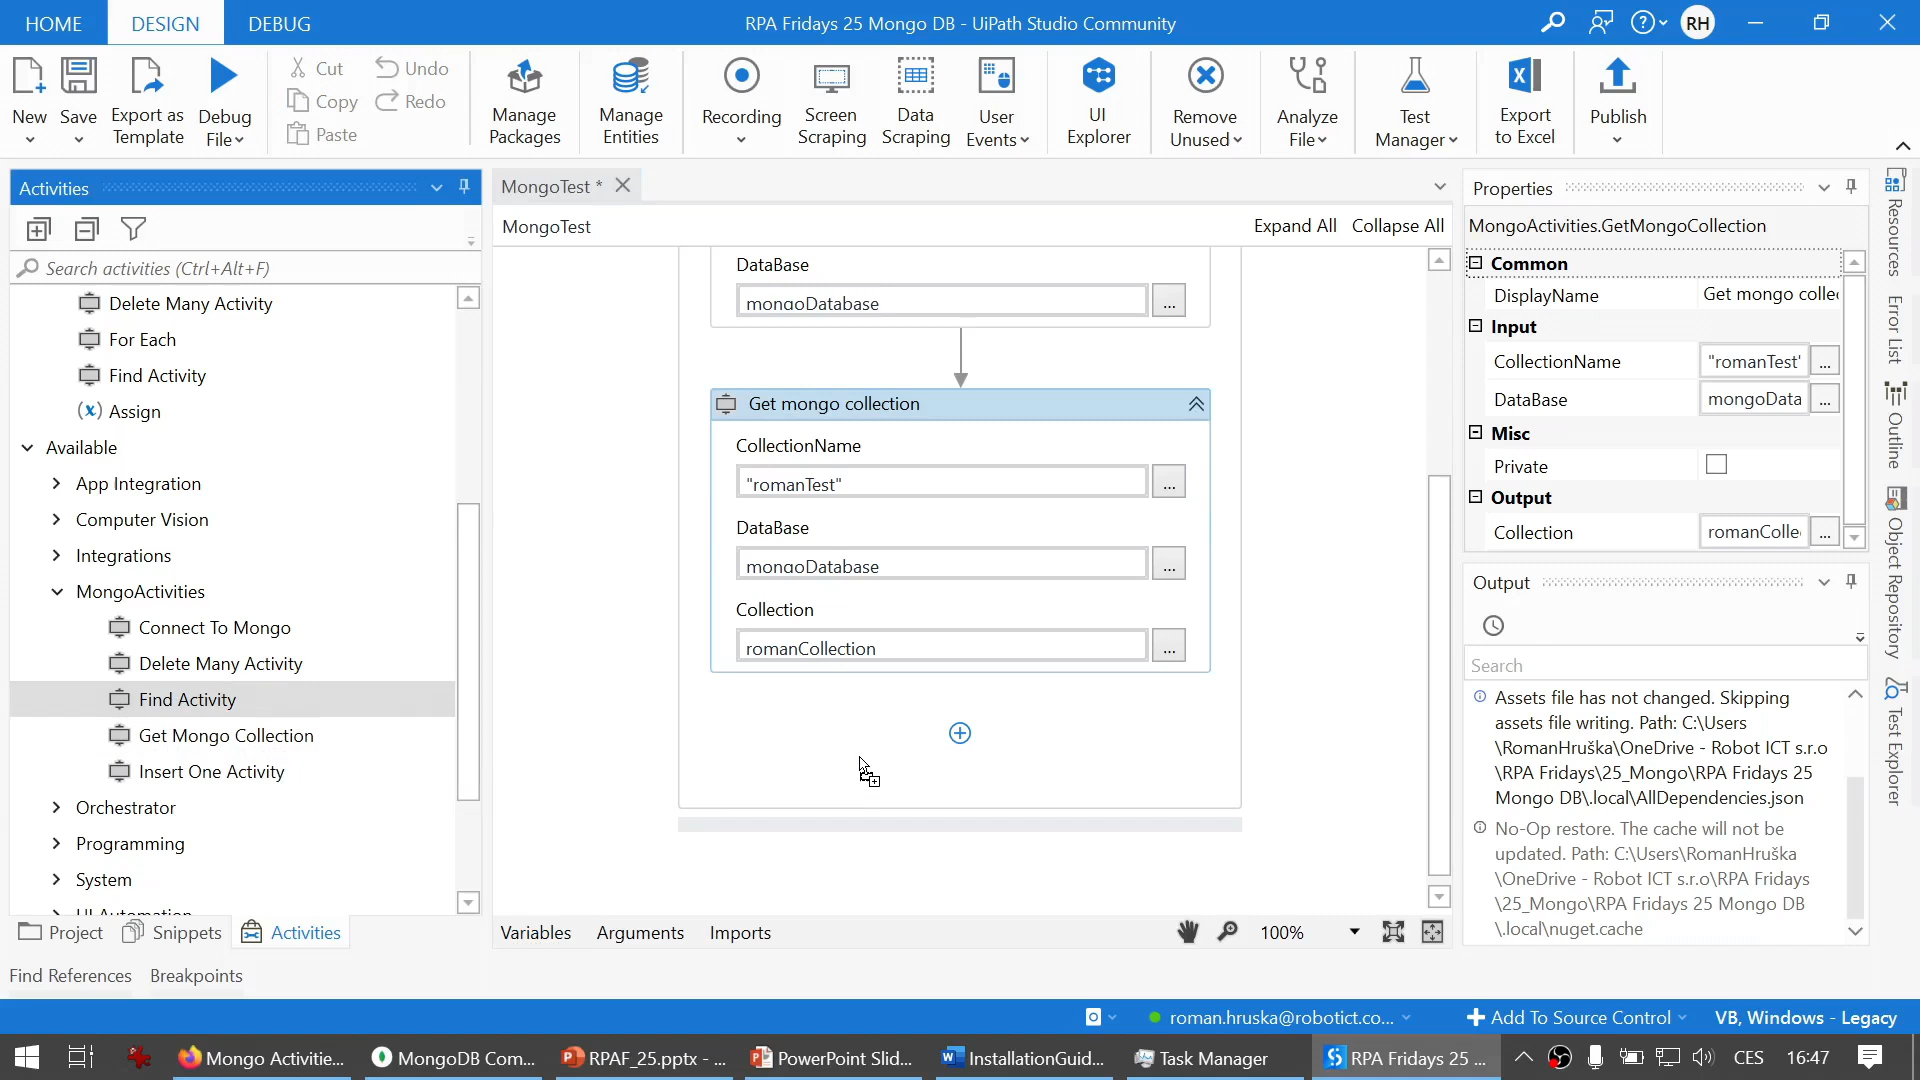 HOME
DESIGN
DEBUG
RPA Fridays 25 Mongo DB - UiPath Studio Community
RH
New
Save
Export as
Template
Debug
File
Cut
Copy
Paste
Undo
Redo
Manage
Packages
Manage
Entities
Recording
Screen
Scraping
Data
Scraping
User
Events
UI
Explorer
Remove
Unused
Analyze
File
Test
Manager
Export
to Excel
Publish
Activities
Search activities (Ctrl+Alt+F)
Delete Many Activity
For Each
Find Activity
Assign
Available
App Integration
Computer Vision
Integrations
MongoActivities
Connect To Mongo
Delete Many Activity
Find Activity
Get Mongo Collection
Insert One Activity
Orchestrator
Programming
System
UI Automation
Project
Snippets
Activities
Find References
Breakpoints
MongoTest *
MongoTest
Expand All
Collapse All
DataBase
mongoDatabase
...
Get mongo collection
CollectionName
"romanTest"
...
DataBase
mongoDatabase
...
Collection
romanCollection
...
Variables
Arguments
Imports
100%
Properties
MongoActivities.GetMongoCollection
Common
DisplayName
Get mongo colle
Input
CollectionName
"romanTest"
...
DataBase
mongoData
...
Misc
Private
Output
Collection
romanColle
...
Output
Search
Assets file has not changed. Skipping
assets file writing. Path: C:\Users
\RomanHruška\OneDrive - Robot ICT s.r.o
\RPA Fridays\25_Mongo\RPA Fridays 25
Mongo DB\.local\AllDependencies.json
No-Op restore. The cache will not be
updated. Path: C:\Users\RomanHruška
\OneDrive - Robot ICT s.r.o\RPA Fridays
\25_Mongo\RPA Fridays 25 Mongo DB
\.local\nuget.cache
Resources
Error List
Outline
Object Repository
Test Explorer
roman.hruska@robotict.co...
Add To Source Control
VB, Windows - Legacy
Mongo Activitie...
MongoDB Com...
RPAF_25.pptx - ...
PowerPoint Slid...
InstallationGuid...
Task Manager
RPA Fridays 25 ...
CES
16:47